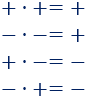 + · + = +
− · − = +
+ · − = −
− · + = −